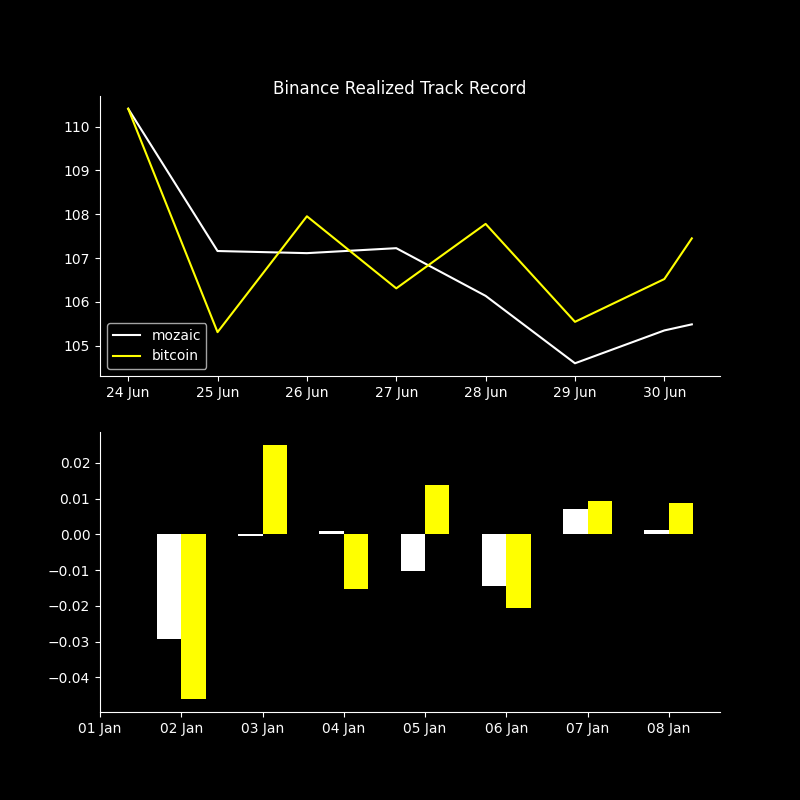 Binance Realized Track Record
110
109
108
107
106
105
mozaic
bitcoin
24 Jun 25 Jun 26 Jun 27 Jun 28 Jun 29 Jun 30 Jun
0.02
0.01
0.00
−0.01
−0.02
−0.03
−0.04
01 Jan 02 Jan 03 Jan 04 Jan 05 Jan 06 Jan 07 Jan 08 Jan